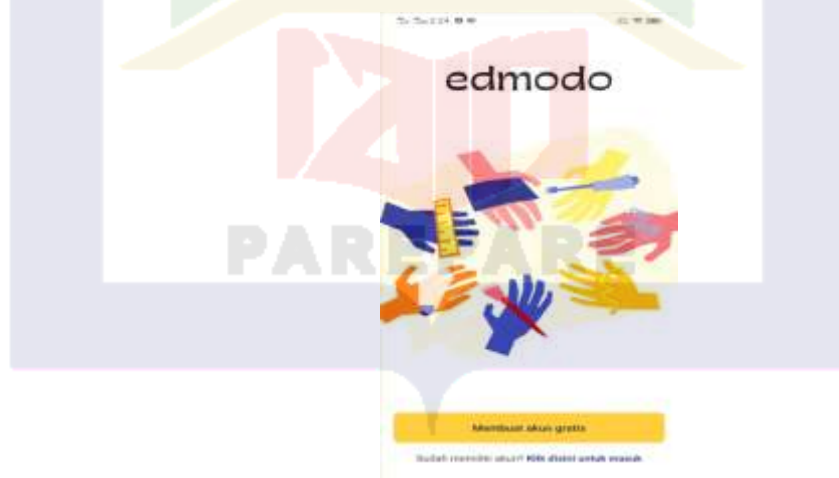 edmodo
PAREPARE
Membuat akun gratis
Sudah memiliki akun? Klik disini untuk masuk